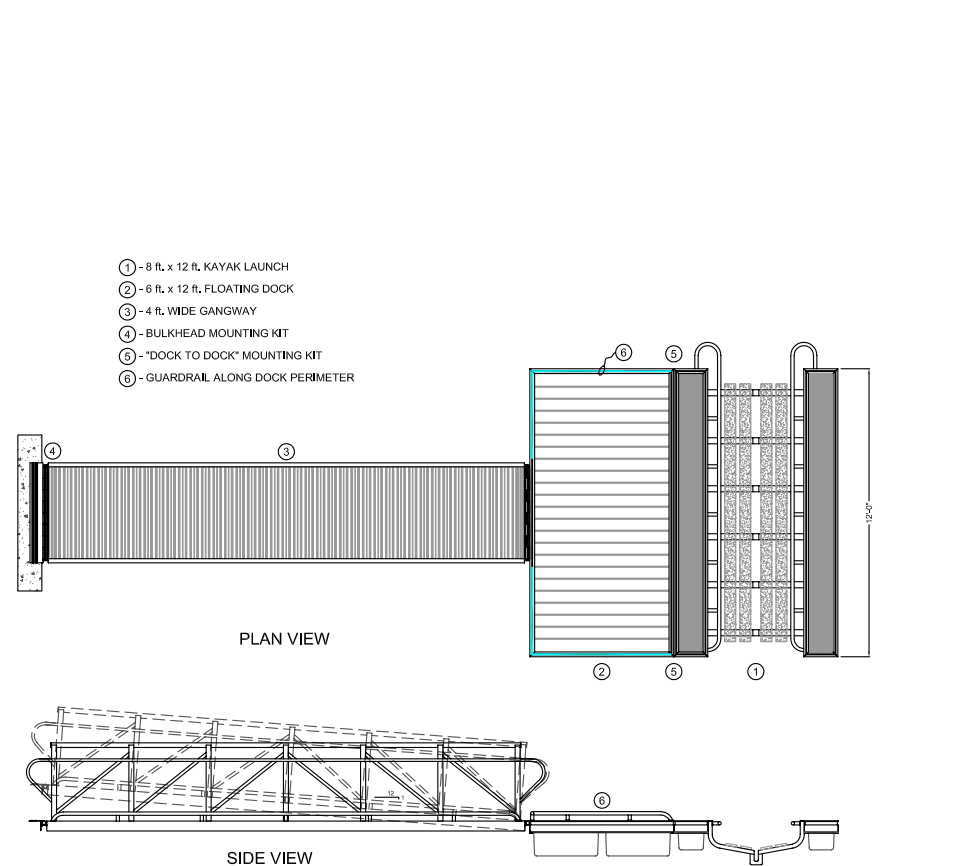 ① - 8 ft. x 12 ft. KAYAK LAUNCH
② - 6 ft. x 12 ft. FLOATING DOCK
③ - 4 ft. WIDE GANGWAY
④ - BULKHEAD MOUNTING KIT
⑤ - "DOCK TO DOCK" MOUNTING KIT
⑥ - GUARDRAIL ALONG DOCK PERIMETER
⑥
⑤
④
③
12'-0"
PLAN VIEW
②
⑤
①
12
1
⑥
SIDE VIEW